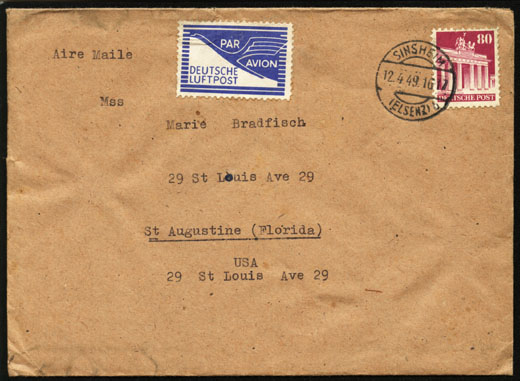 Aire Maile
PAR
AVION
DEUTSCHE
LUFTPOST
80
DEUTSCHE POST
SINSHEIM
12.4.49.16
(ELSENZ)
Mss
Marie Bradfisch
29 St Louis Ave 29
St Augustine (Florida)
USA
29 St Louis Ave 29